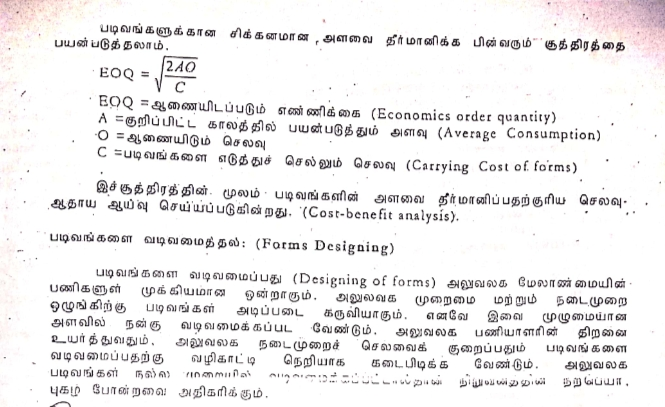 படிவங்களுக்கான சிக்கனமான அளவை தீர்மானிக்க பின்வரும் சூத்திரத்தை
பயன்படுத்தலாம்.
EOQ = √(2AO/C)
EOQ =ஆணையிடப்படும் எண்ணிக்கை (Economics order quantity)
A =குறிப்பிட்ட காலத்தில் பயன்படுத்தும் அளவு (Average Consumption)
O =ஆணையிடும் செலவு
C =படிவங்களை எடுத்துச் செல்லும் செலவு (Carrying Cost of forms)
இச்சூத்திரத்தின் மூலம் படிவங்களின் அளவை தீர்மானிப்பதற்குரிய செலவு-
ஆதாய ஆய்வு செய்யப்படுகின்றது. (Cost-benefit analysis).
படிவங்களை வடிவமைத்தல்: (Forms Designing)
படிவங்களை வடிவமைப்பது (Designing of forms) அலுவலக மேலாண்மையின்
பணிகளுள் முக்கியமான ஒன்றாகும். அலுவலக முறைமை மற்றும் நடைமுறை
ஒழுங்கிற்கு படிவங்கள் அடிப்படை கருவியாகும். எனவே இவை முழுமையான
அளவில் நன்கு வடிவமைக்கப்பட வேண்டும். அலுவலக பணியாளரின் திறனை
உயர்த்துவதும், அலுவலக நடைமுறைச் செலவைக் குறைப்பதும் படிவங்களை
வடிவமைப்பதற்கு வழிகாட்டி நெறியாக கடைபிடிக்க வேண்டும். அலுவலக
படிவங்கள் நல்ல முறையில் வடிவமைக்கப்பட்டால்தான் நிறுவனத்தின்
புகழ் போன்றவை அதிகரிக்கும்.